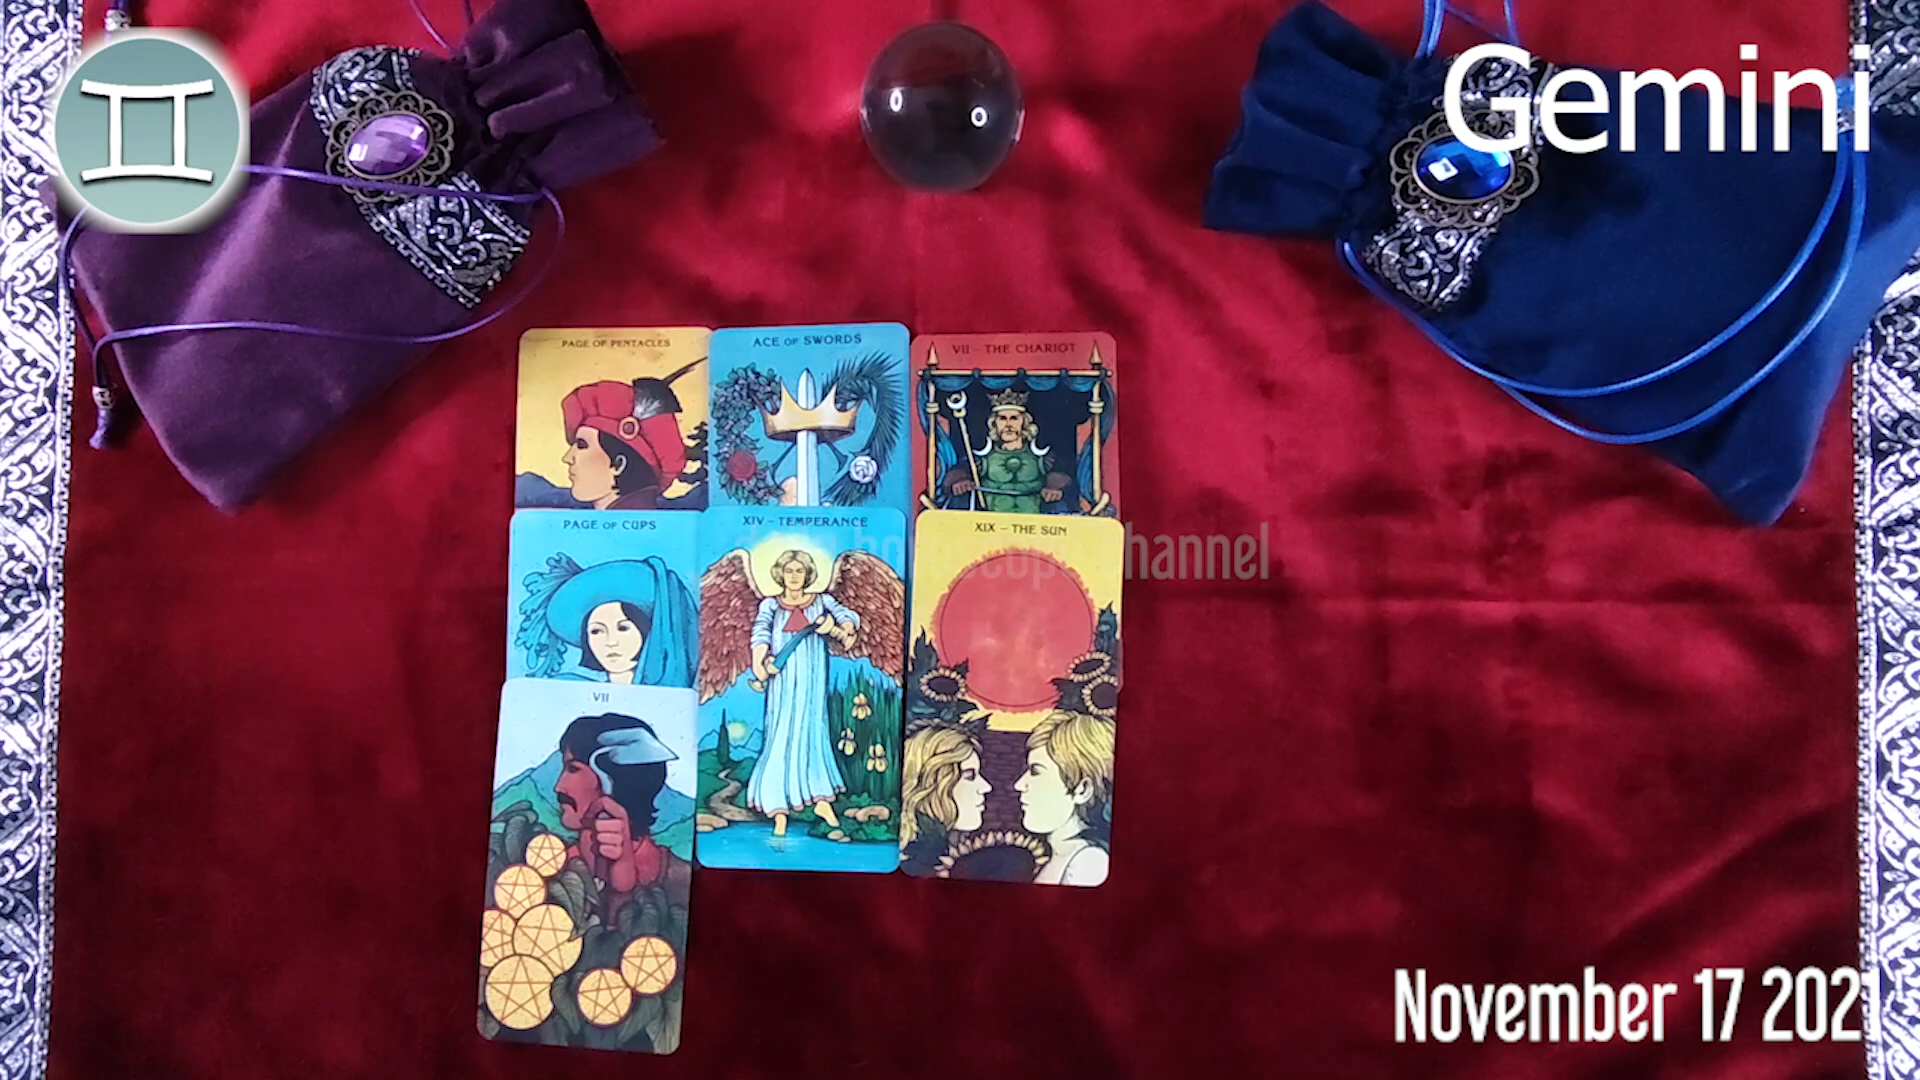 Gemini
PAGE OF PENTACLES
ACE OF SWORDS
VII - THE CHARIOT
PAGE OF CUPS
XIV - TEMPERANCE
XIX - THE SUN
channel
VII
November 17 2021